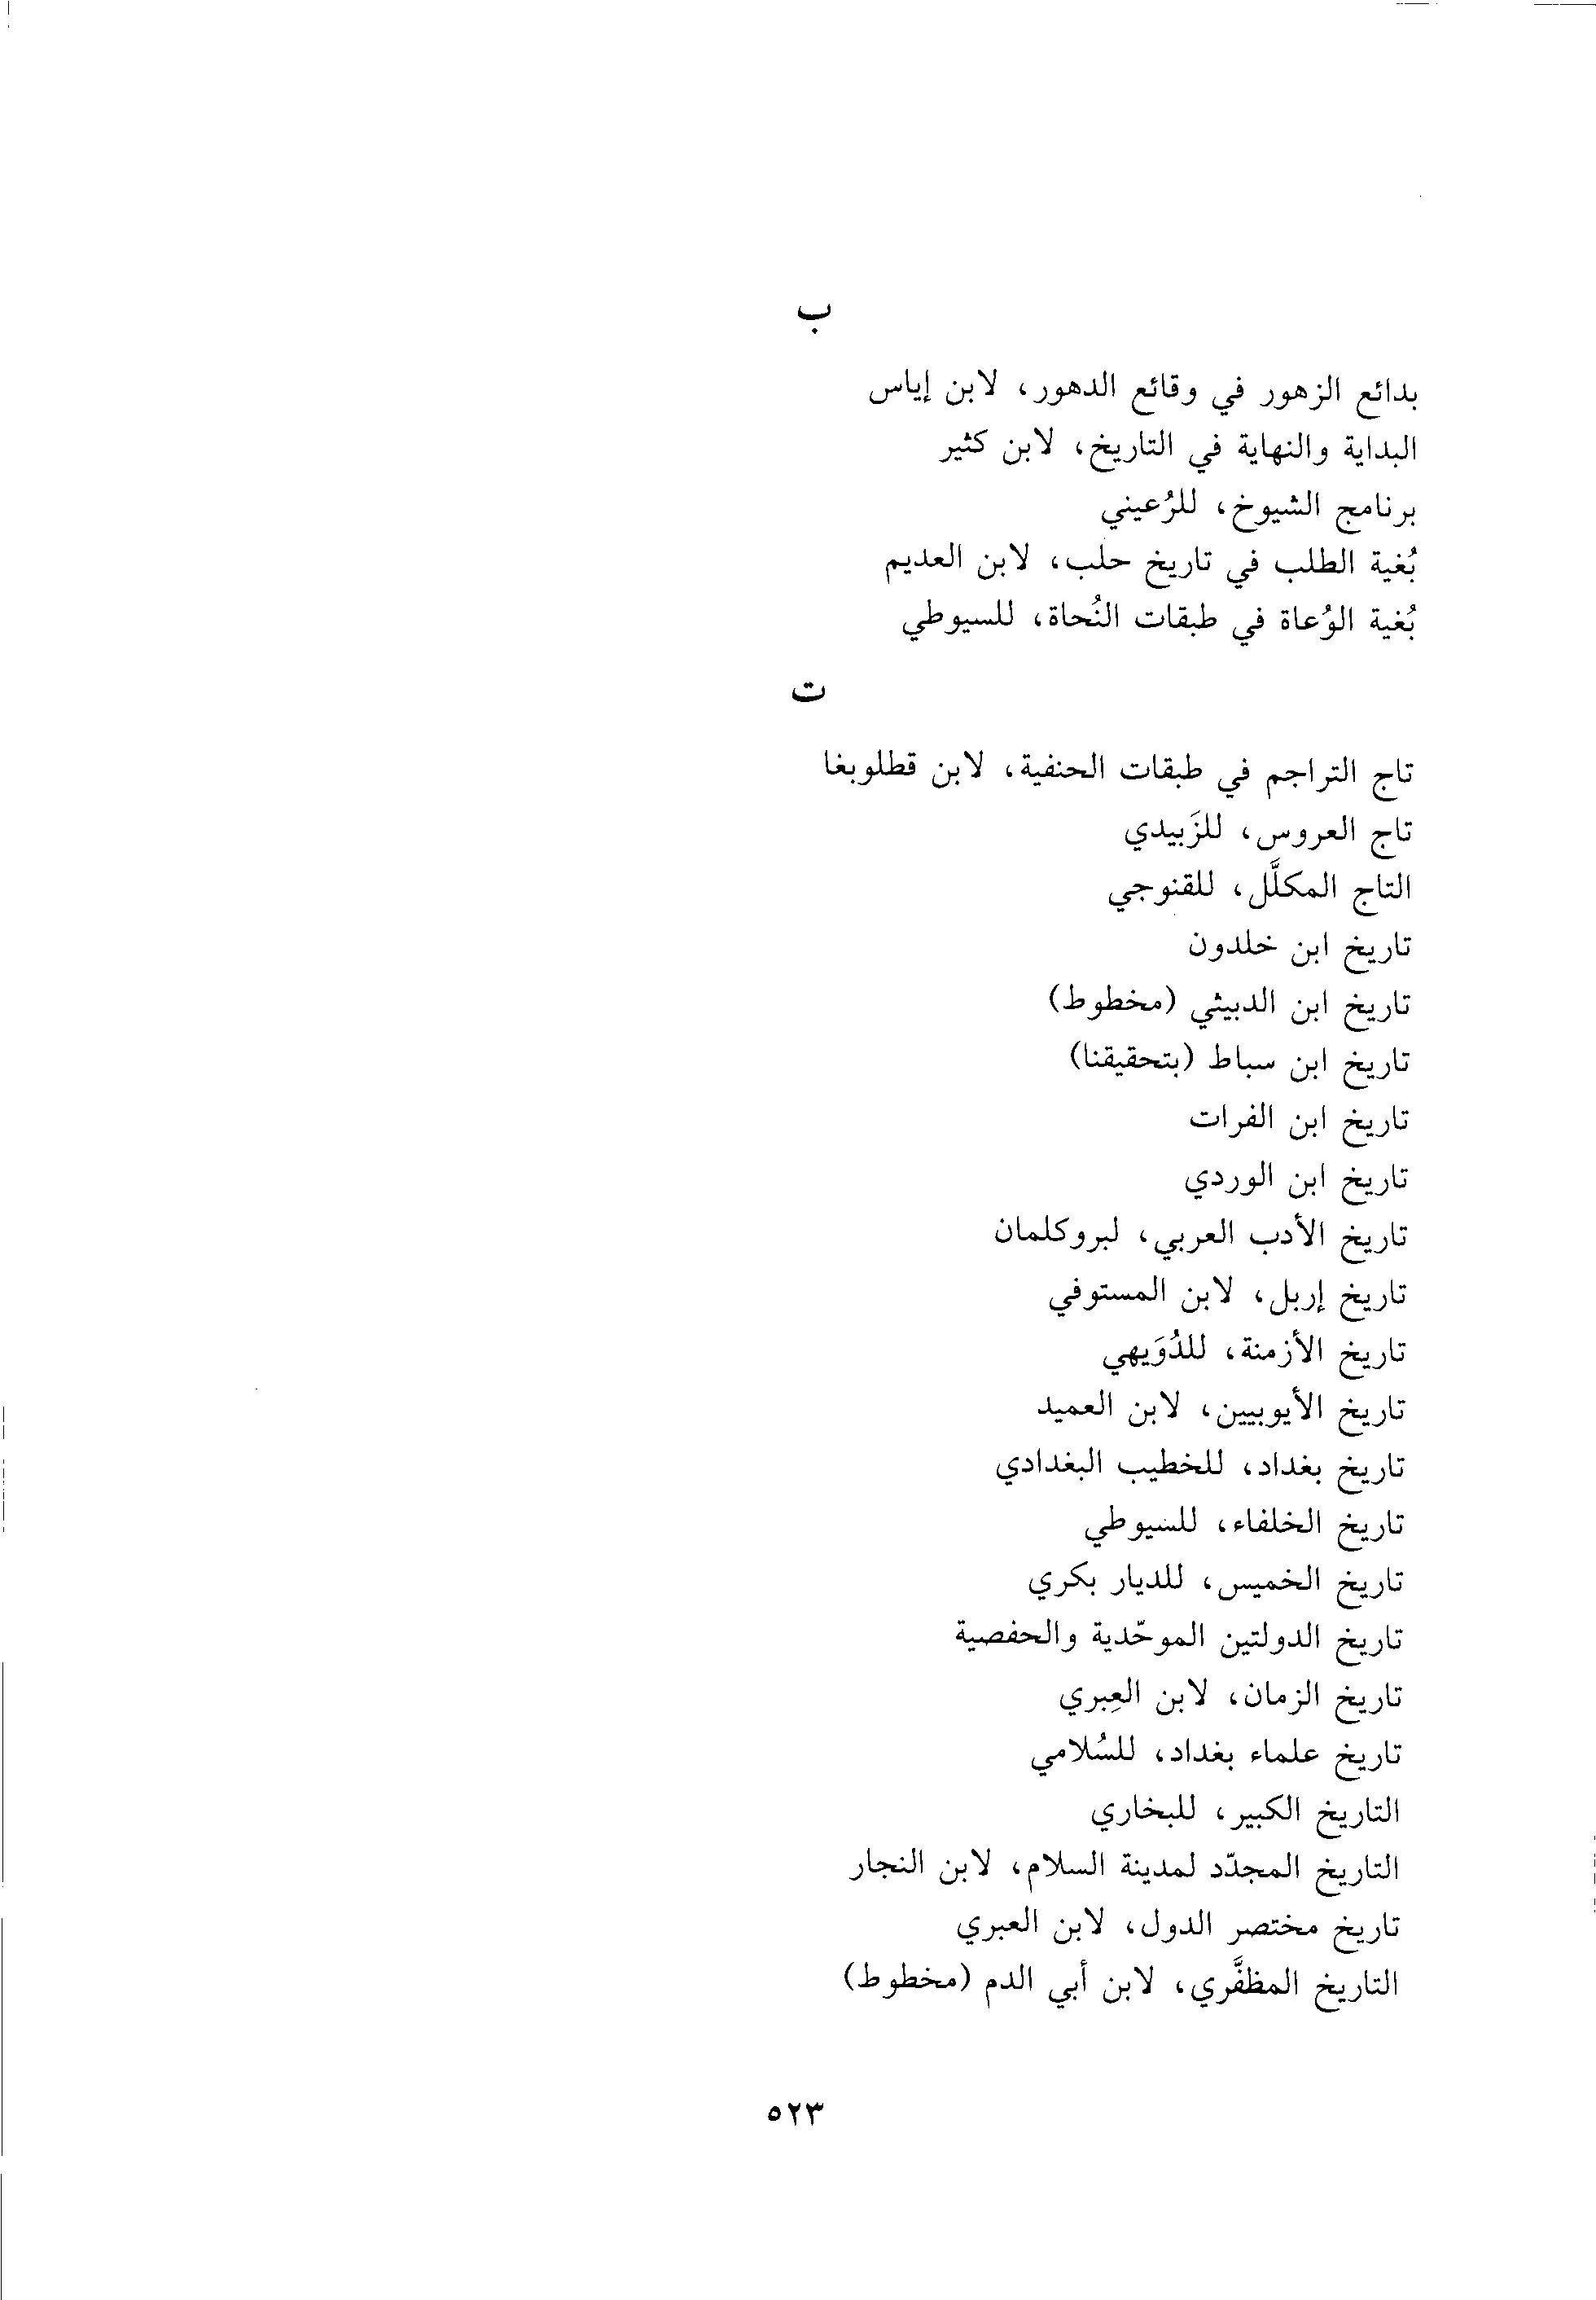 ب
بدائع الزهور في وقائع الدهور، لابن إياس
البداية والنهاية في التاريخ، لابن كثير
برنامج الشيوخ، للرُعيني
بُغية الطلب في تاريخ حلب، لابن العديم
بُغية الوُعاة في طبقات النُحاة، للسيوطي
ت
تاج التراجم في طبقات الحنفية، لابن قطلوبغا
تاج العروس، للزَبيدي
التاج المكلَّل، للقنوجي
تاريخ ابن خلدون
تاريخ ابن الدبيثي (مخطوط)
تاريخ ابن سباط (بتحقيقنا)
تاريخ ابن الفرات
تاريخ ابن الوردي
تاريخ الأدب العربي، لبروكلمان
تاريخ إربل، لابن المستوفي
تاريخ الأزمنة، للدُوَيهي
تاريخ الأيوبيين، لابن العميد
تاريخ بغداد، للخطيب البغدادي
تاريخ الخلفاء، للسيوطي
تاريخ الخميس، للديار بكري
تاريخ الدولتين الموحّدية والحفصية
تاريخ الزمان، لابن العِبري
تاريخ علماء بغداد، للسُلامي
التاريخ الكبير، للبخاري
التاريخ المجدّد لمدينة السلام، لابن النجار
تاريخ مختصر الدول، لابن العبري
التاريخ المظفَّري، لابن أبي الدم (مخطوط)
٥٢٣